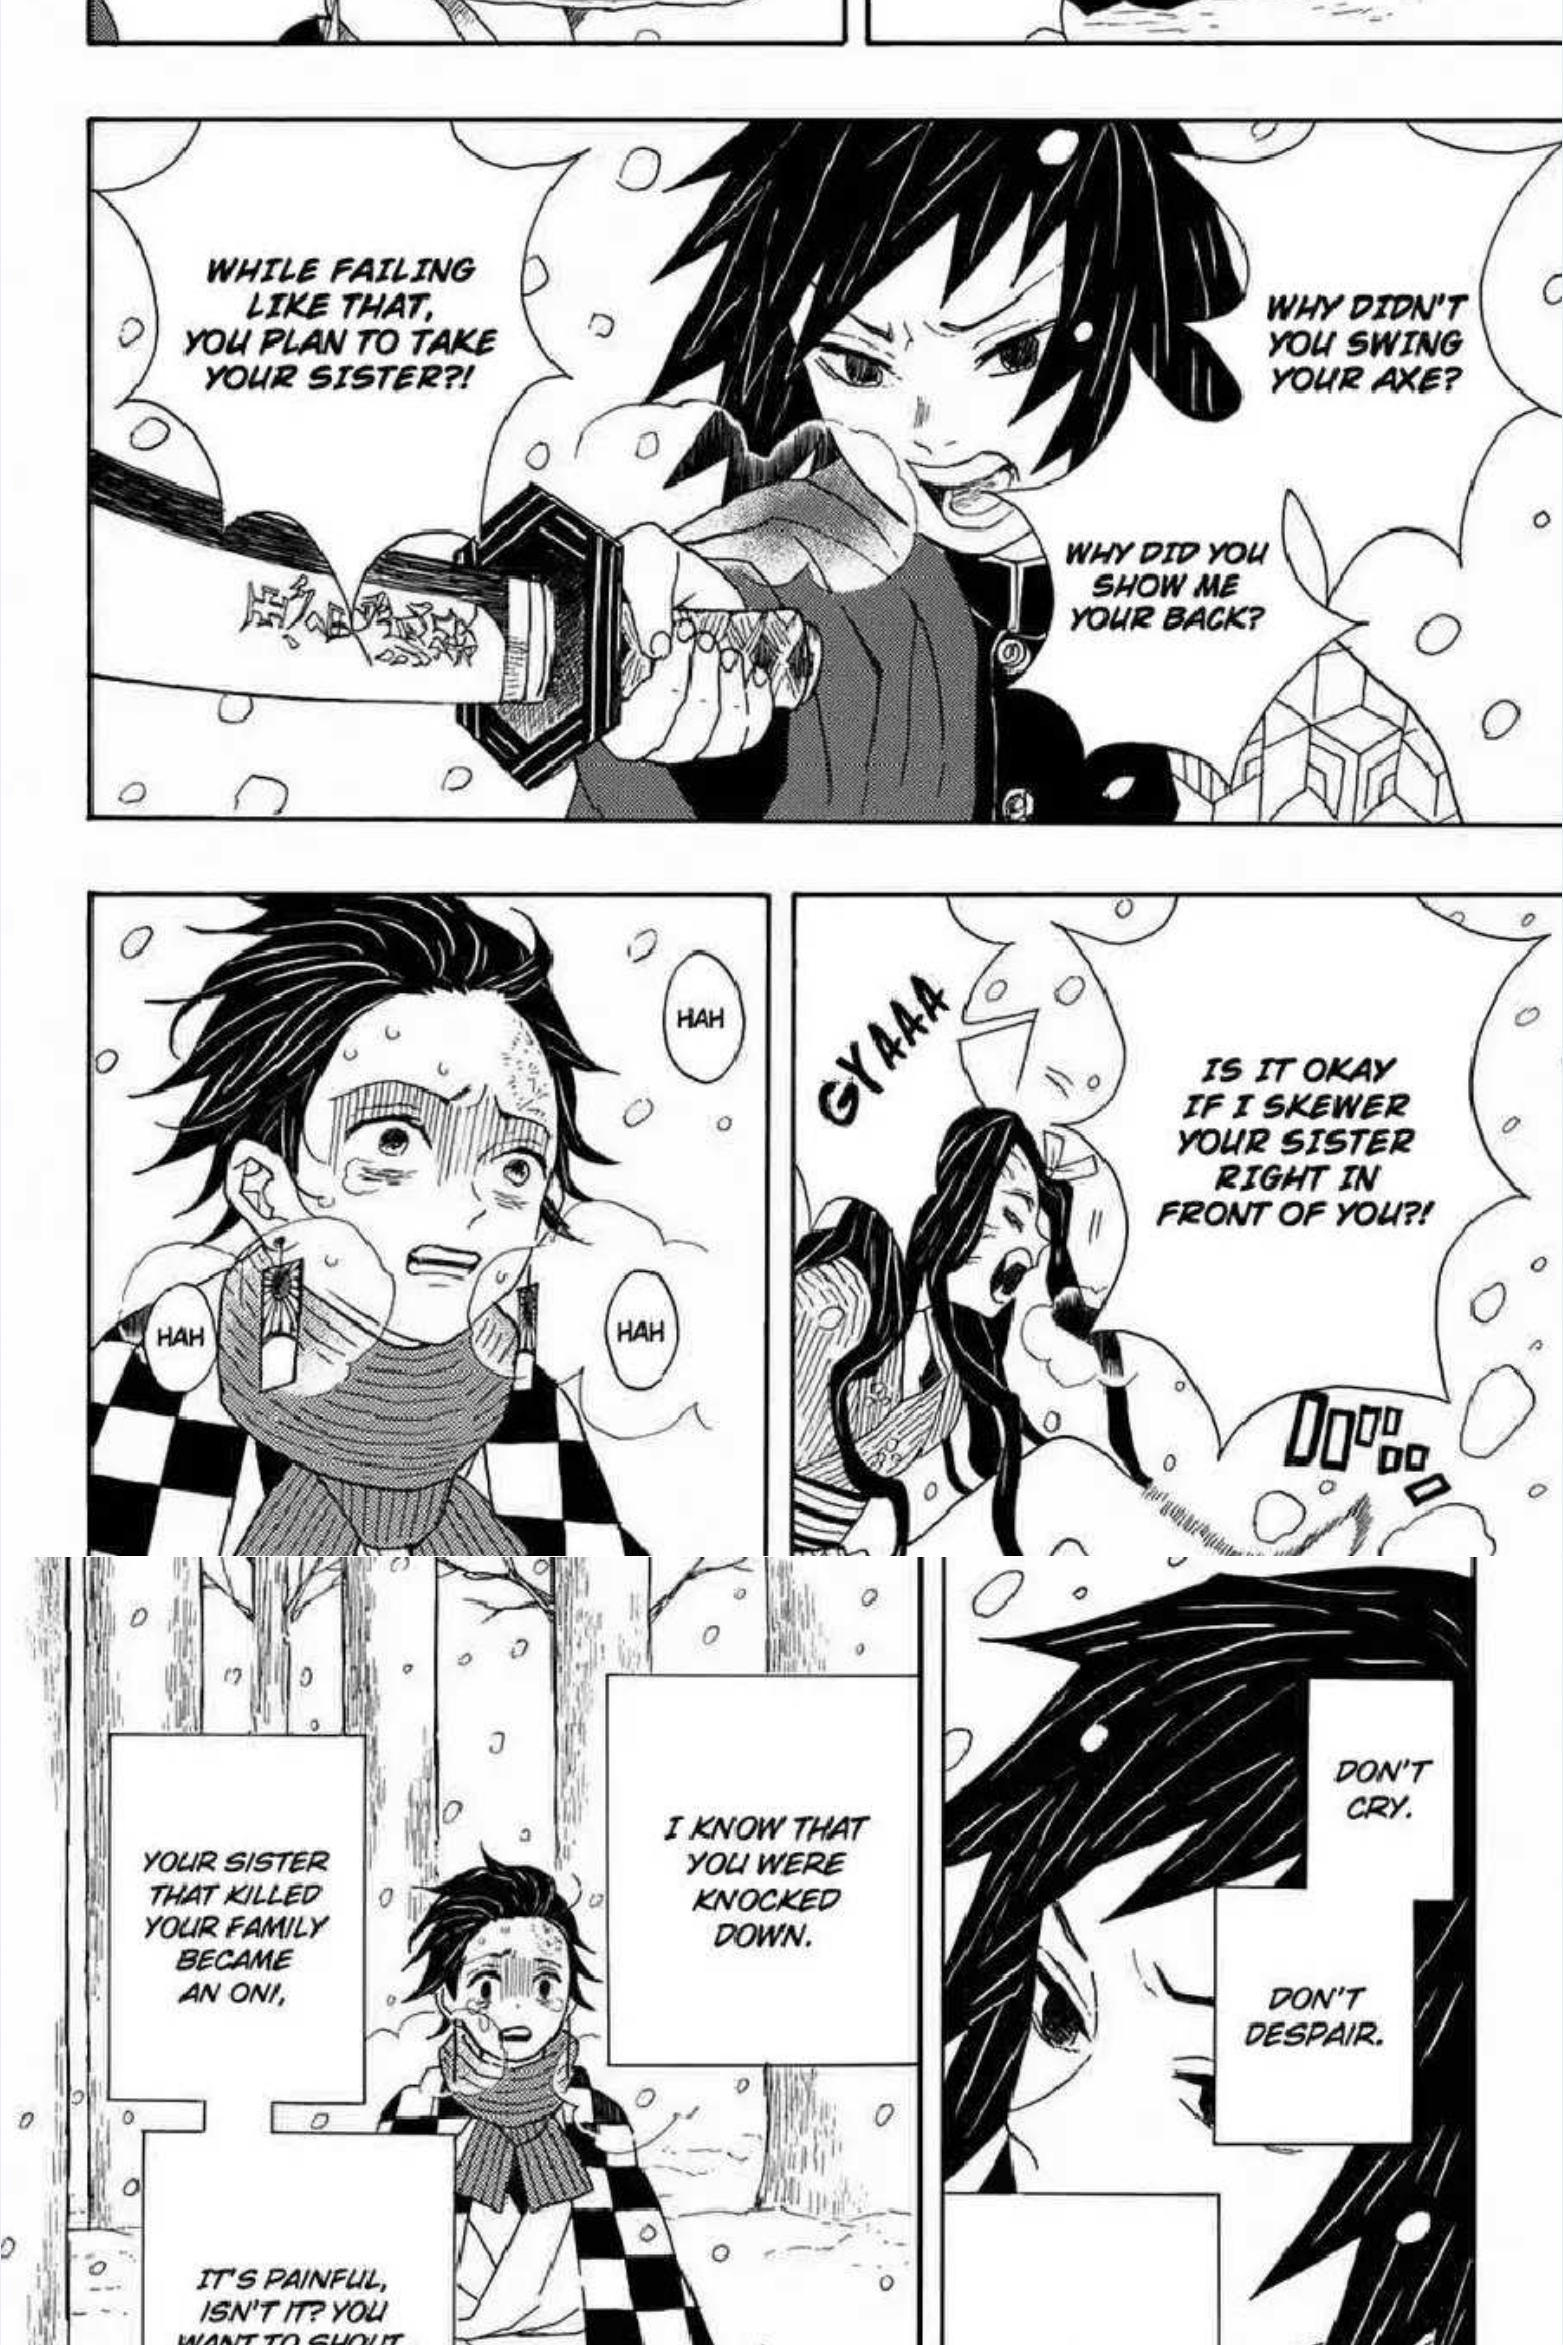 WHY DIDN'T
YOU SWING
YOUR AXE?
WHY DID YOU
SHOW ME
YOUR BACK?
WHILE FAILING
LIKE THAT,
YOU PLAN TO TAKE
YOUR SISTER?!
IS IT OKAY
IF I SKEWER
YOUR SISTER
RIGHT IN
FRONT OF YOU?!
GYAAA
HAH
HAH
HAH
DON'T
CRY.
DON'T
DESPAIR.
I KNOW THAT
YOU WERE
KNOCKED
DOWN.
YOUR SISTER
THAT KILLED
YOUR FAMILY
BECAME
AN ONI,
IT'S PAINFUL,
ISN'T IT? YOU
WANT TO SHOUT